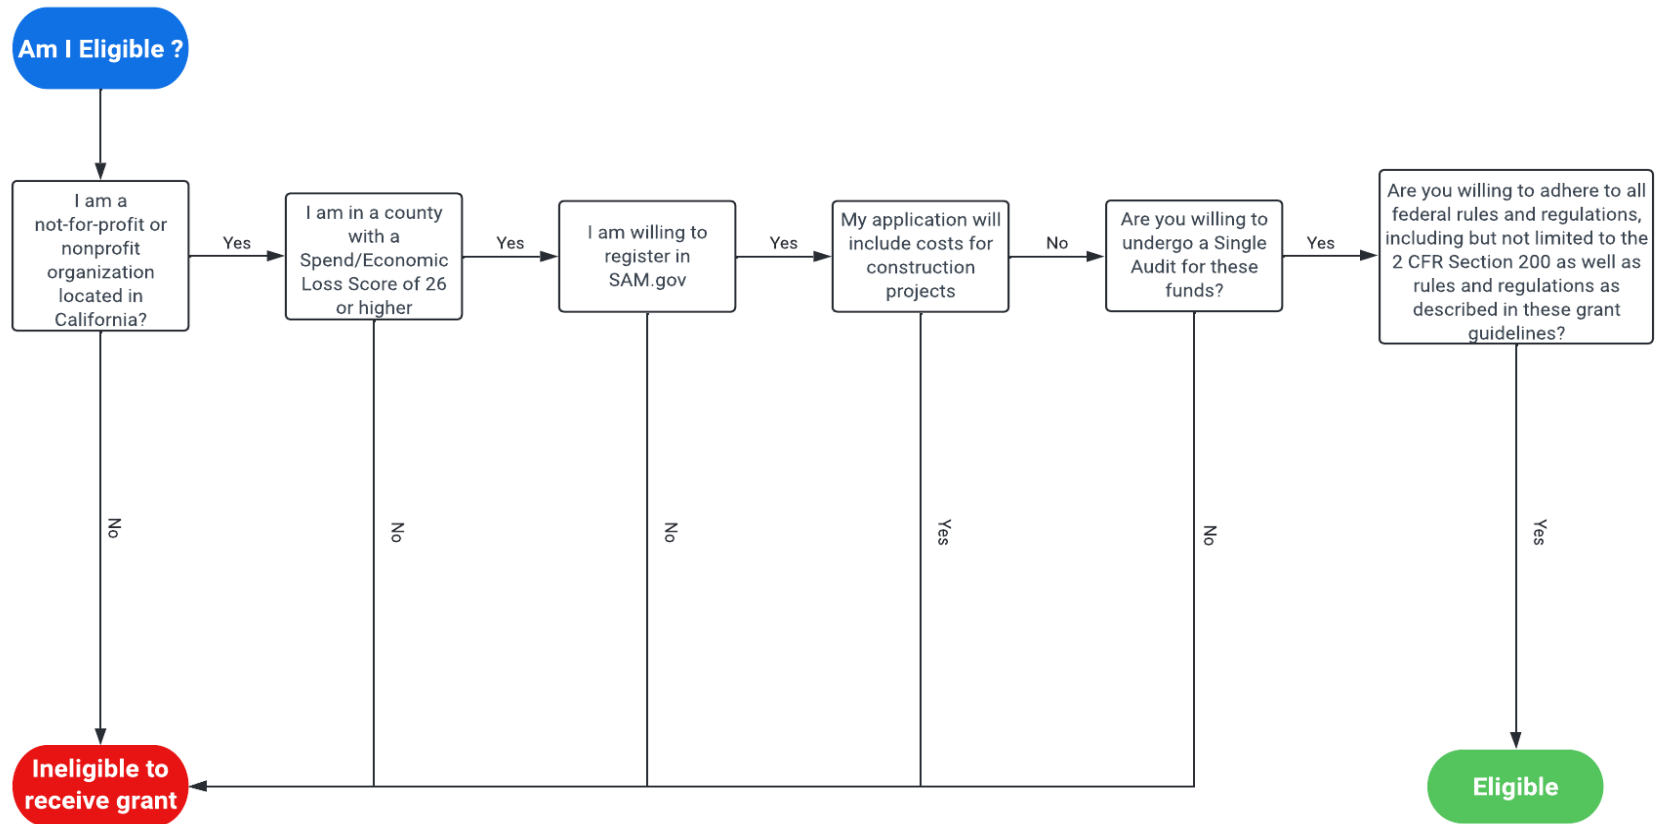 Am I Eligible ?
I am a
not-for-profit or
nonprofit
organization
located in
California?
Yes
I am in a county
with a
Spend/Economic
Loss Score of 26
or higher
Yes
I am willing to
register in
SAM.gov
Yes
My application will
include costs for
construction
projects
No
Are you willing to
undergo a Single
Audit for these
funds?
Yes
Are you willing to adhere to all
federal rules and regulations,
including but not limited to the
2 CFR Section 200 as well as
rules and regulations as
described in these grant
guidelines?
No
No
No
Yes
No
Yes
Ineligible to
receive grant
Eligible